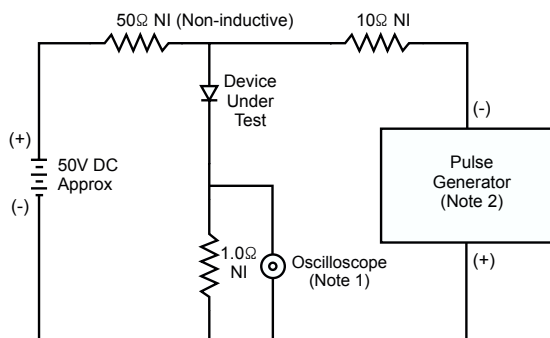 50Ω NI (Non-inductive)
10Ω NI
Device
Under
Test
(+)
50V DC
Approx
(-)
(-)
Pulse
Generator
(Note 2)
(+)
1.0Ω
NI
Oscilloscope
(Note 1)